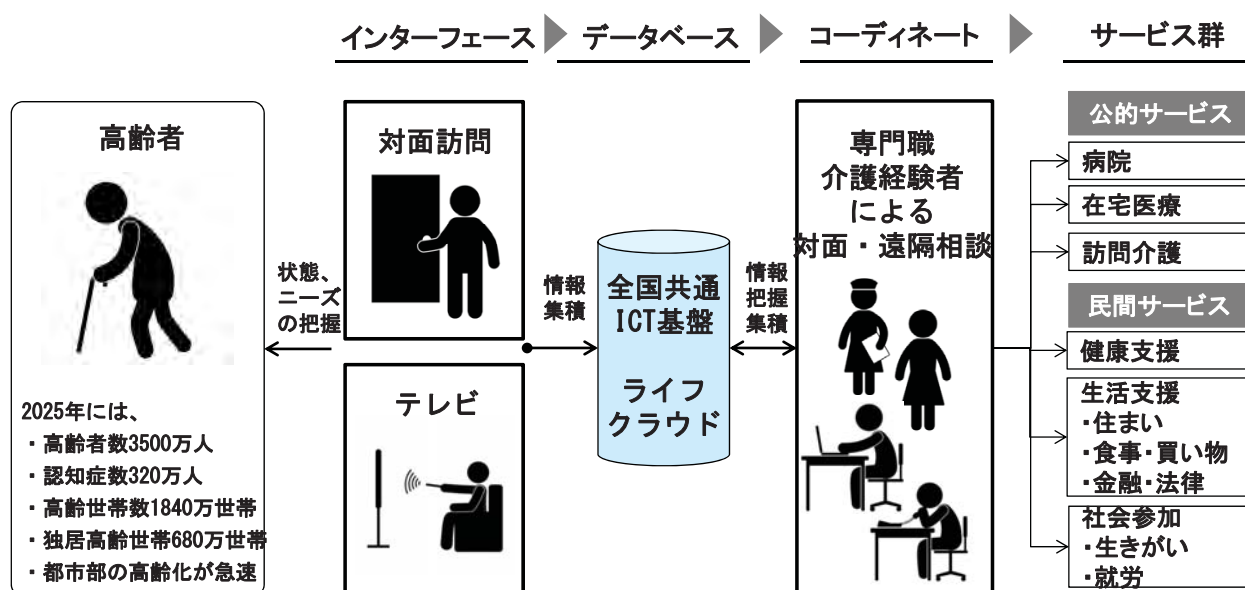 インターフェース
データベース
コーディネート
サービス群
高齢者
2025年には、
・高齢者数3500万人
・認知症数320万人
・高齢世帯数1840万世帯
・独居高齢世帯680万世帯
・都市部の高齢化が急速
状態、
ニーズ
の把握
対面訪問
テレビ
情報
集積
全国共通
ICT基盤
ライフ
クラウド
情報
把握
集積
専門職
介護経験者
による
対面・遠隔相談
公的サービス
病院
在宅医療
訪問介護
民間サービス
健康支援
生活支援
・住まい
・食事・買い物
・金融・法律
社会参加
・生きがい
・就労